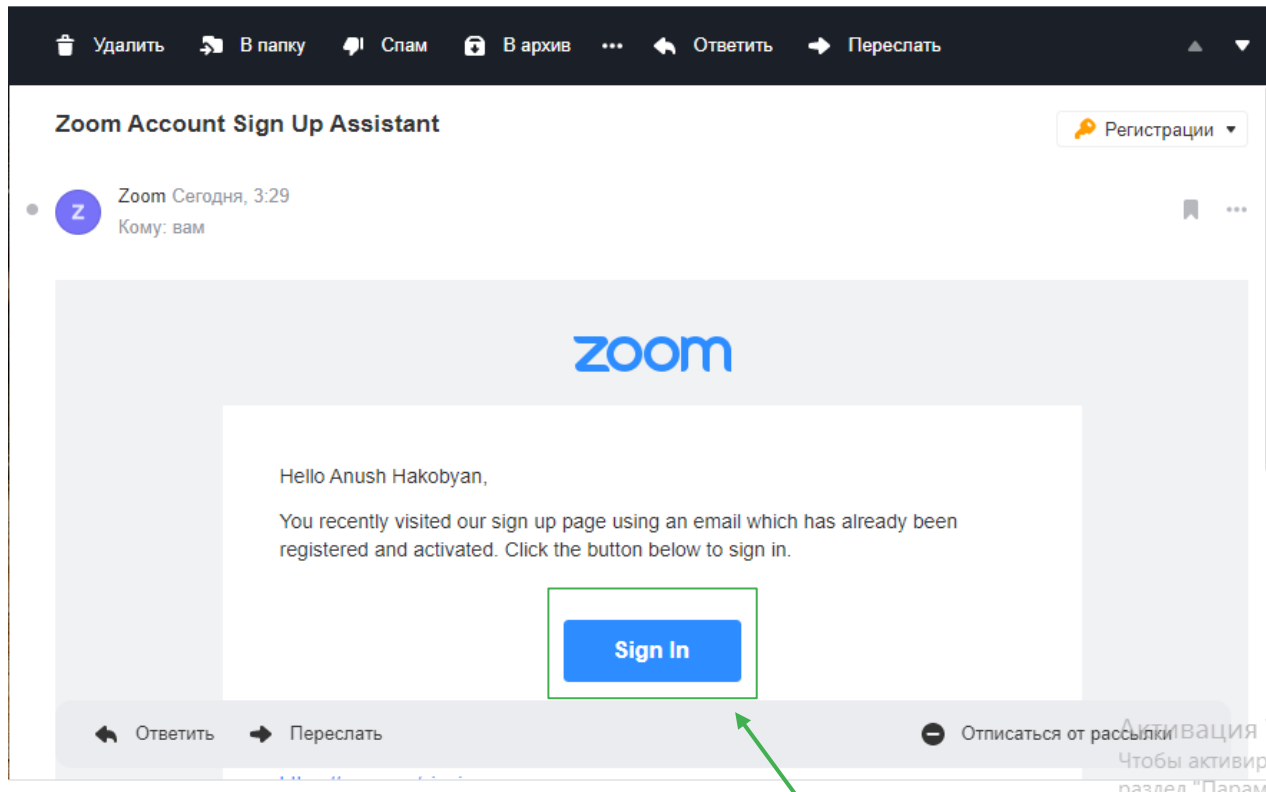 Удалить В папку Спам В архив ... Ответить Переслать
Zoom Account Sign Up Assistant
Регистрации
Z
Zoom Сегодня, 3:29
Кому: вам
zoom
Hello Anush Hakobyan,
You recently visited our sign up page using an email which has already been
registered and activated. Click the button below to sign in.
Sign In
Ответить Переслать Отписаться от рассылки
Активация
Чтобы активир
раздел "Парам